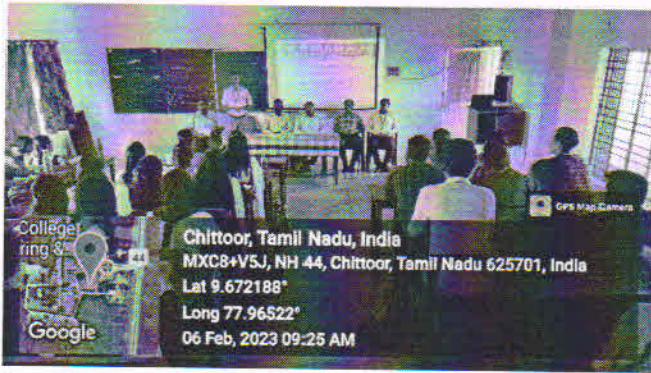 GPS Map Camera
College
ring &
44
Google
Chittoor, Tamil Nadu, India
MXC8+V5J, NH 44, Chittoor, Tamil Nadu 625701, India
Lat 9.672188°
Long 77.96522°
06 Feb, 2023 09:25 AM